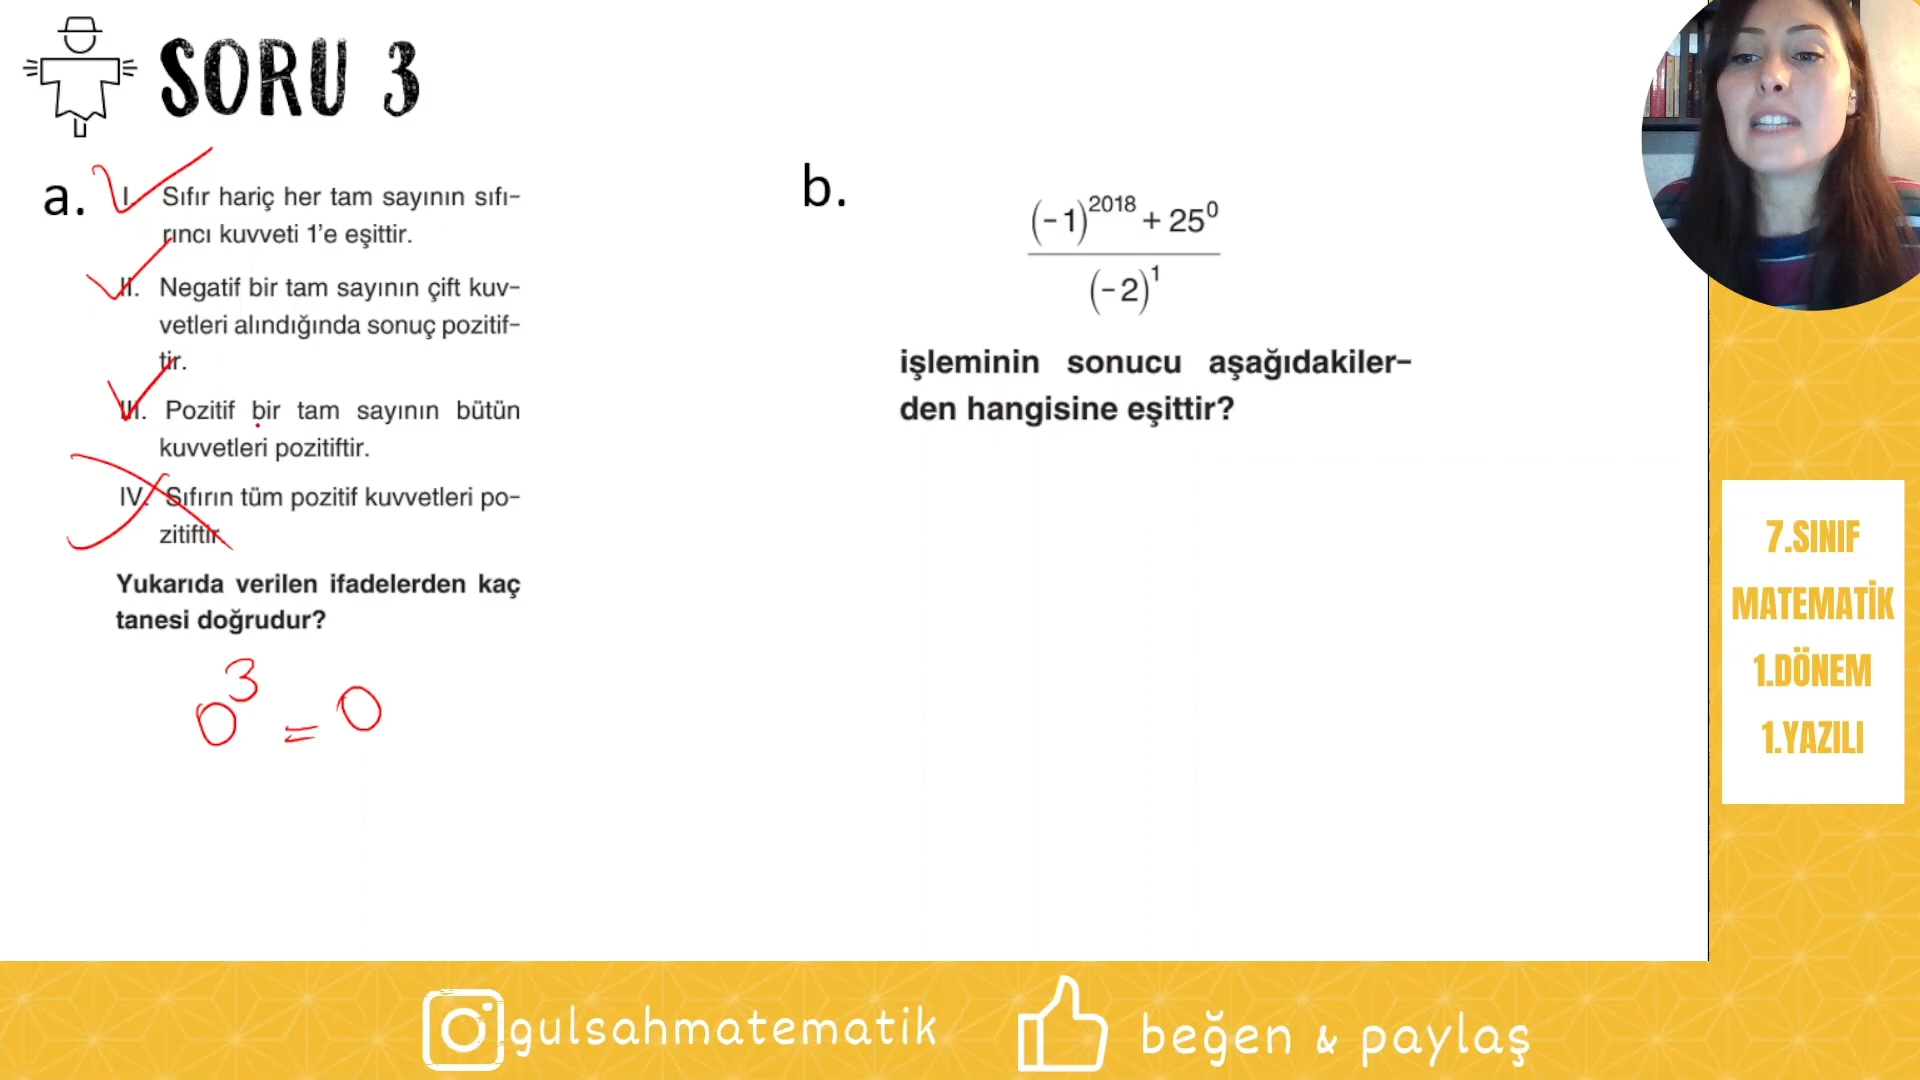 SORU 3
a.
I. Sıfır hariç her tam sayının sıfı-
rıncı kuvveti 1'e eşittir.
II. Negatif bir tam sayının çift kuv-
vetleri alındığında sonuç pozitif-
tir.
III. Pozitif bir tam sayının bütün
kuvvetleri pozitiftir.
IV. Sıfırın tüm pozitif kuvvetleri po-
zitiftir.
Yukarıda verilen ifadelerden kaç
tanesi doğrudur?
0³ = 0
b.
(-1)²⁰¹⁸ + 25⁰
(-2)¹
işleminin sonucu aşağıdakiler-
den hangisine eşittir?
7.SINIF
MATEMATİK
1.DÖNEM
1.YAZILI
gulsahmatematik
beğen & paylaş